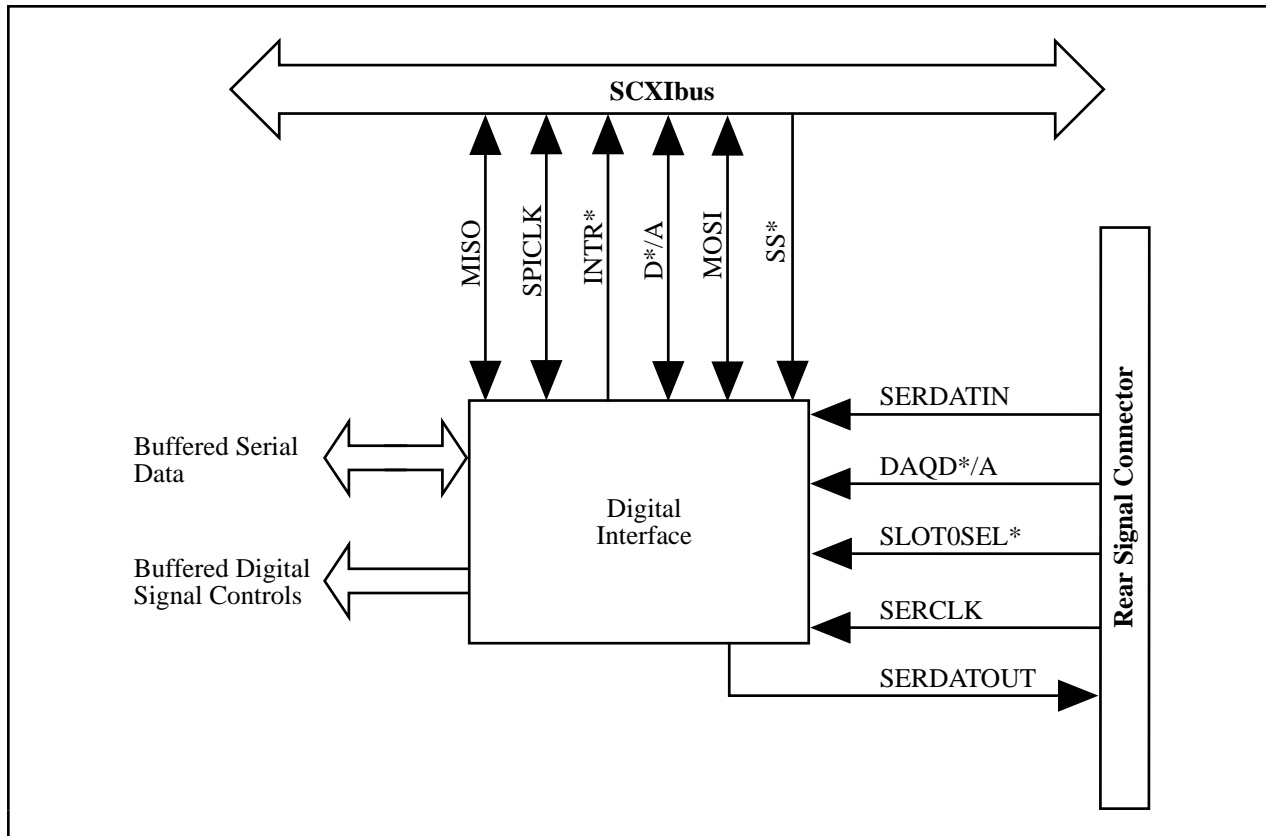 SCXIbus
MISO
SPICLK
INTR*
D*/A
MOSI
SS*
SERDATIN
Buffered Serial
Data
DAQD*/A
Digital
Interface
SLOT0SEL*
Buffered Digital
Signal Controls
SERCLK
SERDATOUT
Rear Signal Connector